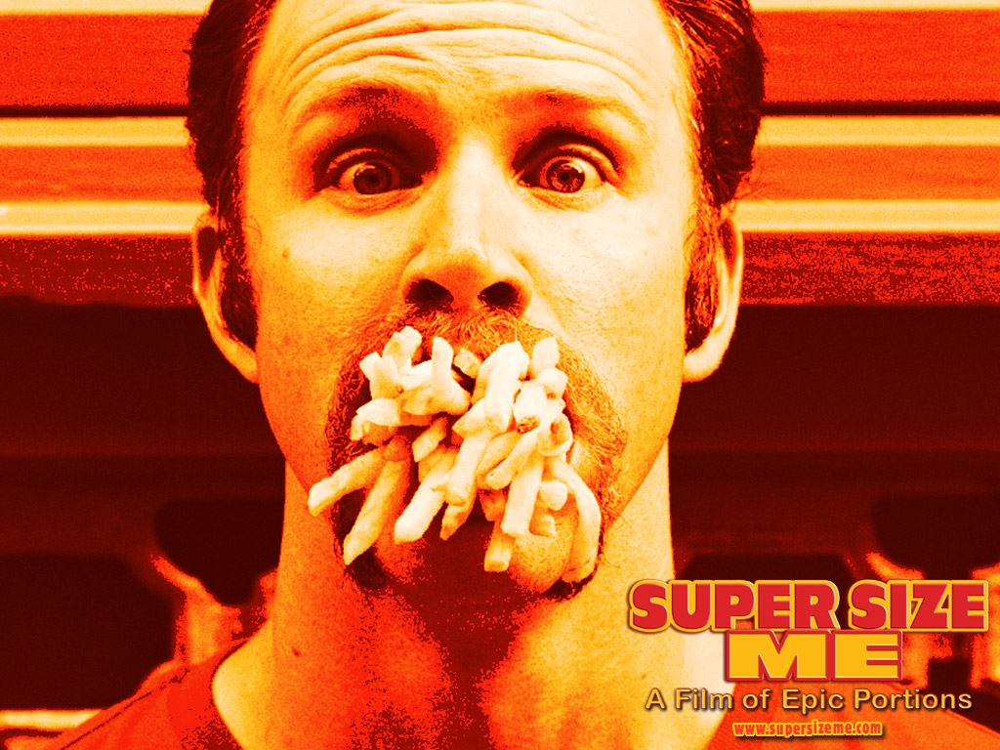 SUPER SIZE
ME
A Film of Epic Portions
www.supersizeme.com